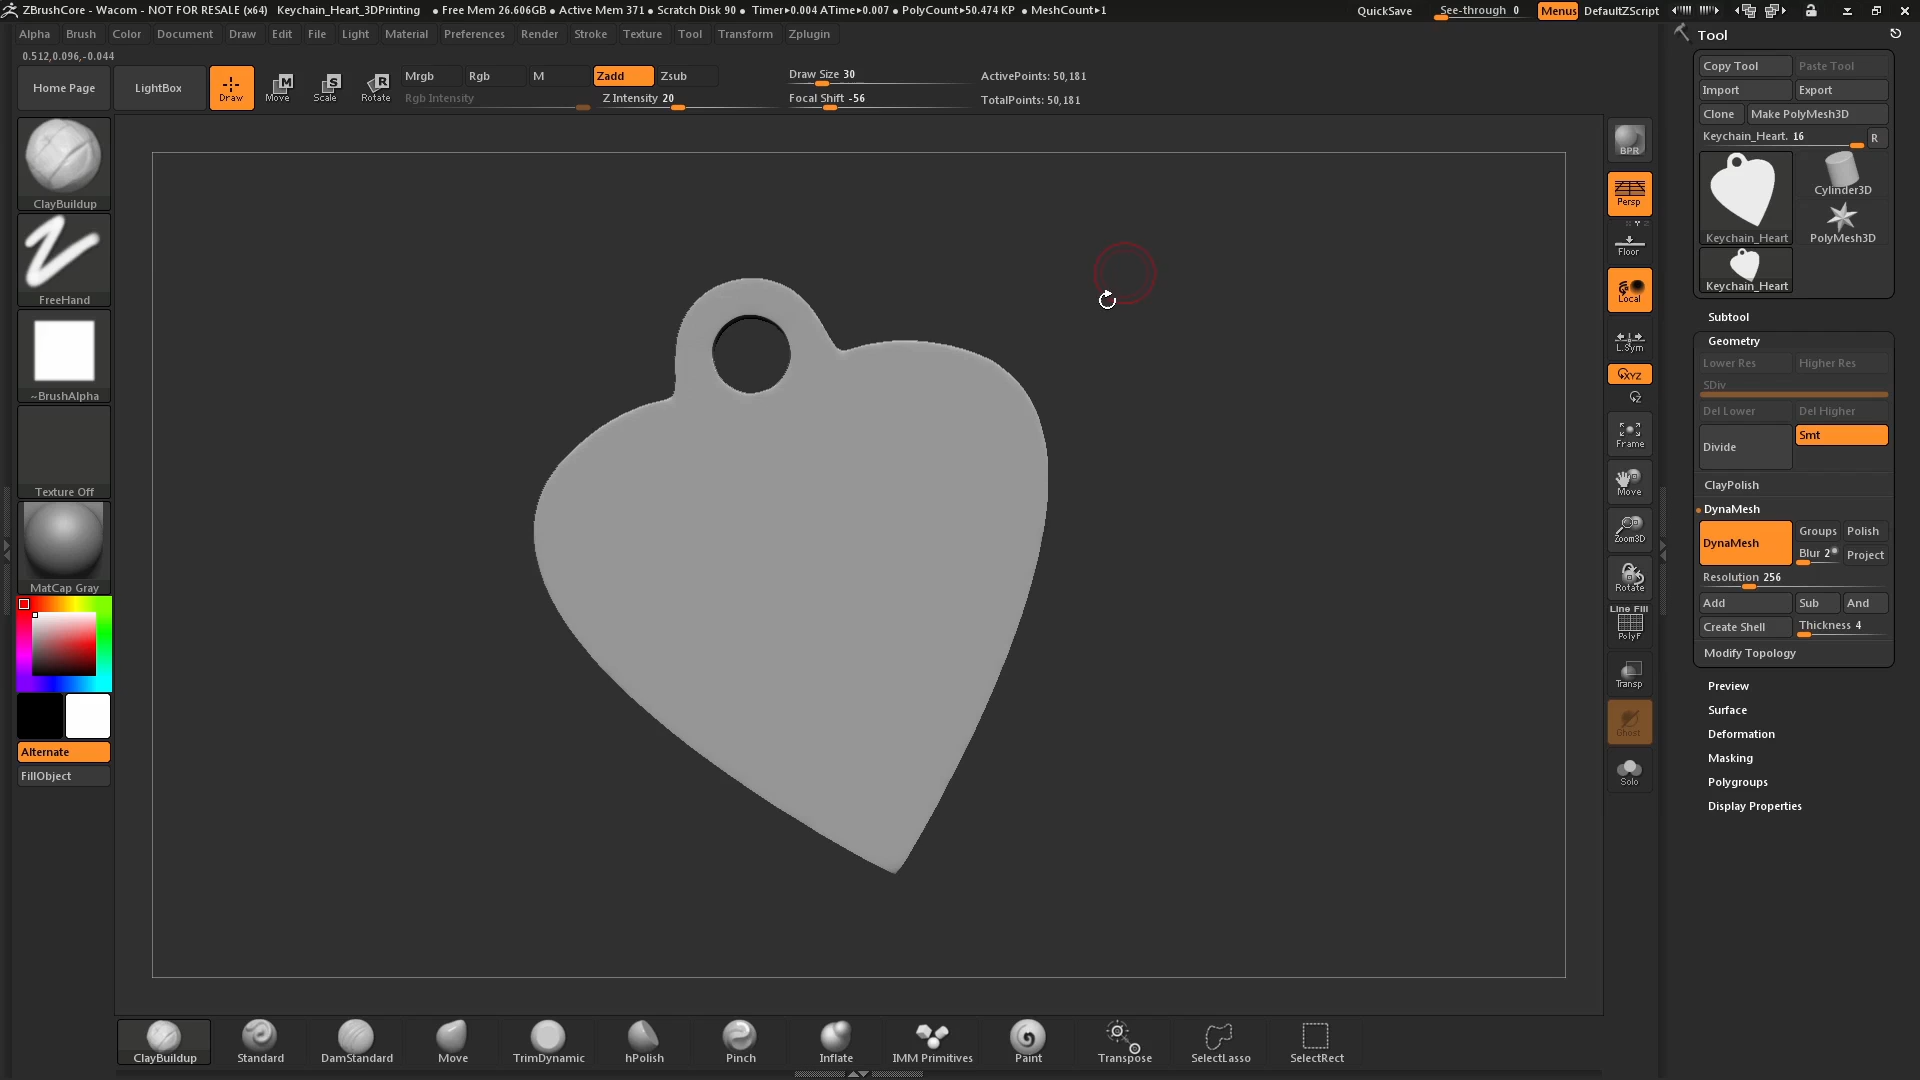 ZBrushCore - Wacom - NOT FOR RESALE (x64) Keychain_Heart_3DPrinting • Free Mem 26.606GB • Active Mem 371 • Scratch Disk 90 • Timer▸0.004 ATime▸0.007 • PolyCount▸50.474 KP • MeshCount▸1 QuickSave See-through 0 Menus DefaultZScript
Alpha Brush Color Document Draw Edit File Light Material Preferences Render Stroke Texture Tool Transform Zplugin
0.512,0.096,-0.044
Home Page
LightBox
Draw
M
Move
S
Scale
R
Rotate
Mrgb Rgb M Zadd Zsub
Rgb Intensity
Z Intensity 20
Draw Size 30
Focal Shift -56
ActivePoints: 50,181
TotalPoints: 50,181
ClayBuildup
FreeHand
~BrushAlpha
Texture Off
MatCap Gray
Alternate
FillObject
BPR
Persp
Floor
Local
L.Sym
XYZ
Z
Frame
Move
Zoom3D
Rotate
Line Fill
PolyF
Transp
Ghost
Solo
Tool
Copy Tool Paste Tool
Import Export
Clone Make PolyMesh3D
Keychain_Heart. 16 R
Keychain_Heart
Cylinder3D
PolyMesh3D
Keychain_Heart
Subtool
Geometry
Lower Res Higher Res
SDiv
Del Lower Del Higher
Divide
Smt
ClayPolish
DynaMesh
DynaMesh
Groups Polish
Blur 2 Project
Resolution 256
Add Sub And
Create Shell Thickness 4
Modify Topology
Preview
Surface
Deformation
Masking
Polygroups
Display Properties
ClayBuildup Standard DamStandard Move TrimDynamic hPolish Pinch Inflate IMM Primitives Paint Transpose SelectLasso SelectRect